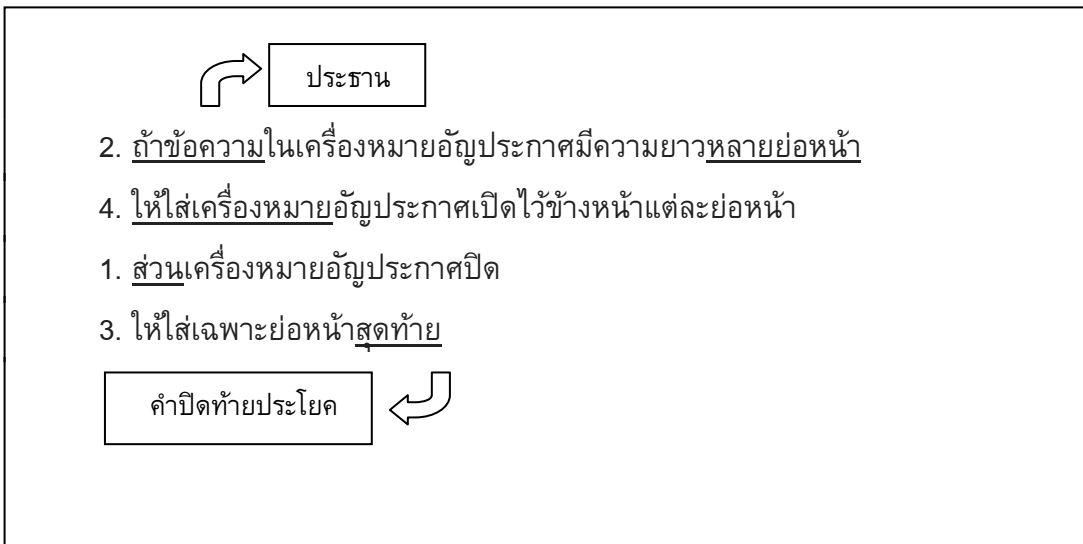 ประธาน
2. ถ้าข้อความในเครื่องหมายอัญประกาศมีความยาวหลายย่อหน้า
4. ให้ใส่เครื่องหมายอัญประกาศเปิดไว้ข้างหน้าแต่ละย่อหน้า
1. ส่วนเครื่องหมายอัญประกาศปิด
3. ให้ใส่เฉพาะย่อหน้าสุดท้าย
คำปิดท้ายประโยค